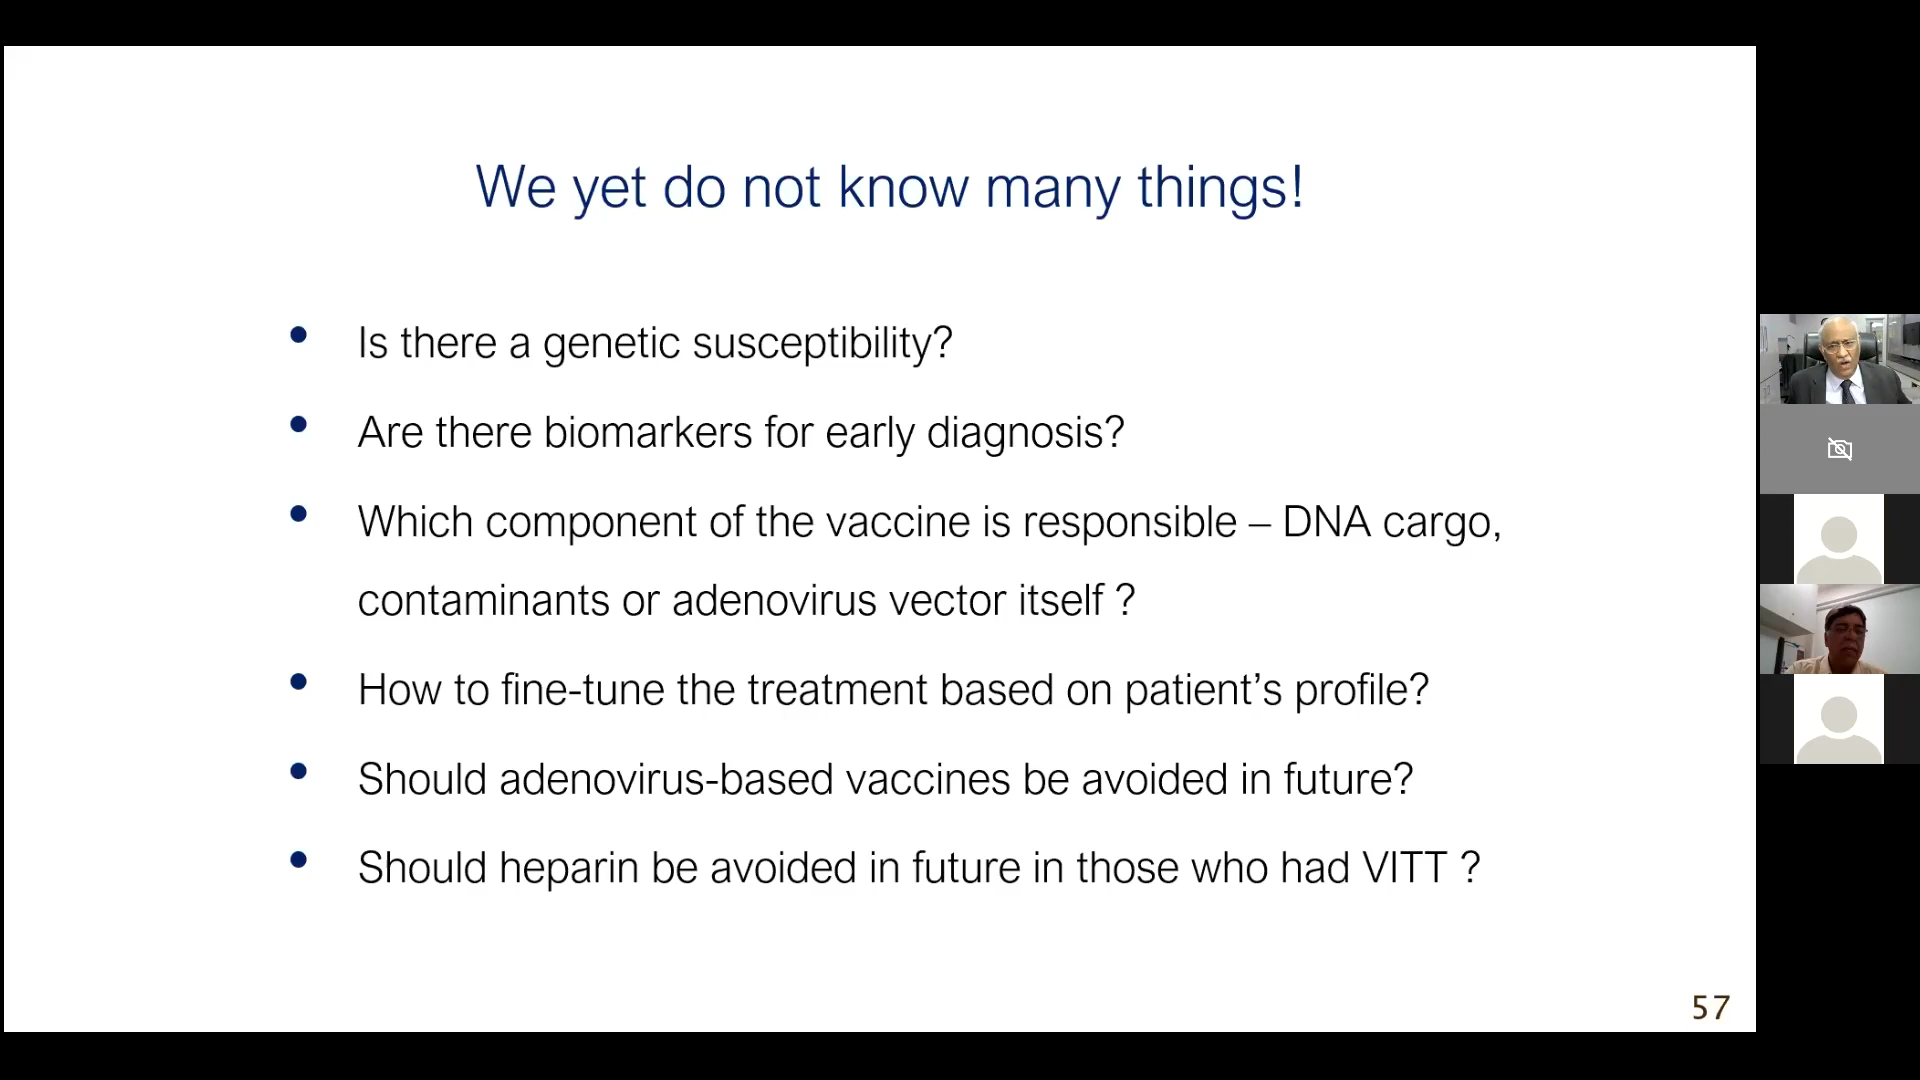 We yet do not know many things!
• Is there a genetic susceptibility?
• Are there biomarkers for early diagnosis?
• Which component of the vaccine is responsible – DNA cargo,
contaminants or adenovirus vector itself ?
• How to fine-tune the treatment based on patient’s profile?
• Should adenovirus-based vaccines be avoided in future?
• Should heparin be avoided in future in those who had VITT ?
57